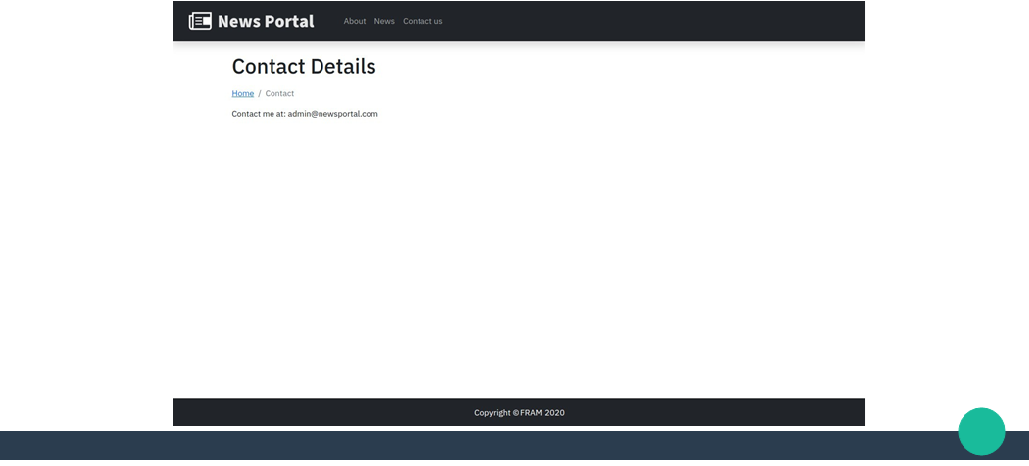 News Portal
About News Contact us
Contact Details
Home / Contact
Contact me at: admin@newsportal.com
Copyright © FRAM 2020